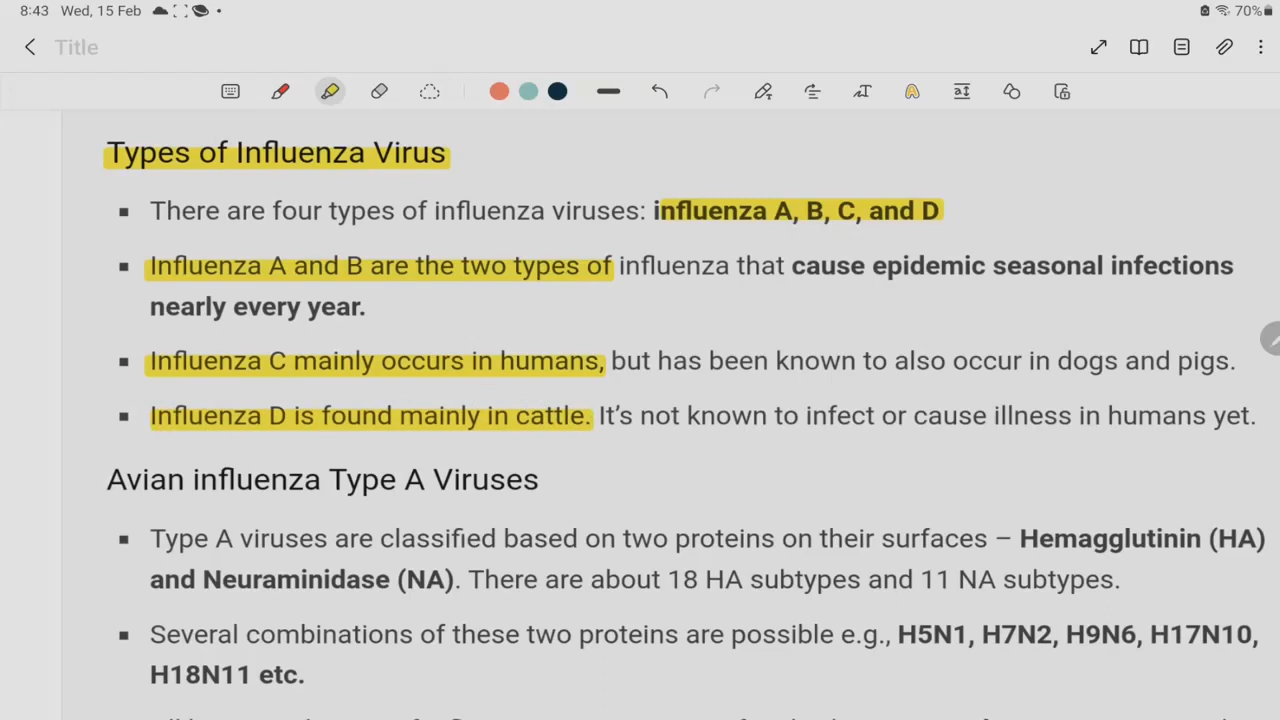 8:43 Wed, 15 Feb
70%
Title
Types of Influenza Virus
▪ There are four types of influenza viruses: influenza A, B, C, and D
▪ Influenza A and B are the two types of influenza that cause epidemic seasonal infections
nearly every year.
▪ Influenza C mainly occurs in humans, but has been known to also occur in dogs and pigs.
▪ Influenza D is found mainly in cattle. It’s not known to infect or cause illness in humans yet.
Avian influenza Type A Viruses
▪ Type A viruses are classified based on two proteins on their surfaces – Hemagglutinin (HA)
and Neuraminidase (NA). There are about 18 HA subtypes and 11 NA subtypes.
▪ Several combinations of these two proteins are possible e.g., H5N1, H7N2, H9N6, H17N10,
H18N11 etc.